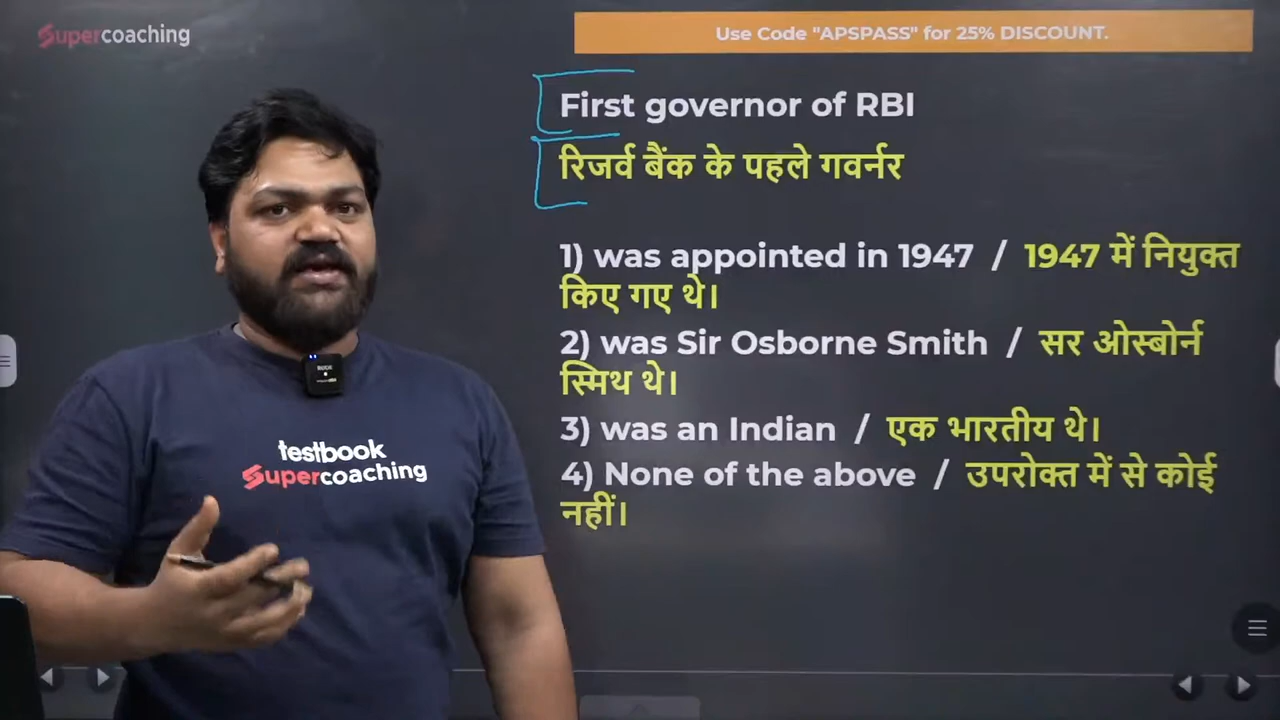 Supercoaching
Use Code "APSPASS" for 25% DISCOUNT.
First governor of RBI
रिजर्व बैंक के पहले गवर्नर
1) was appointed in 1947 / 1947 में नियुक्त
किए गए थे।
2) was Sir Osborne Smith / सर ओस्बोर्न
स्मिथ थे।
3) was an Indian / एक भारतीय थे।
4) None of the above / उपरोक्त में से कोई
नहीं।
testbook
Supercoaching